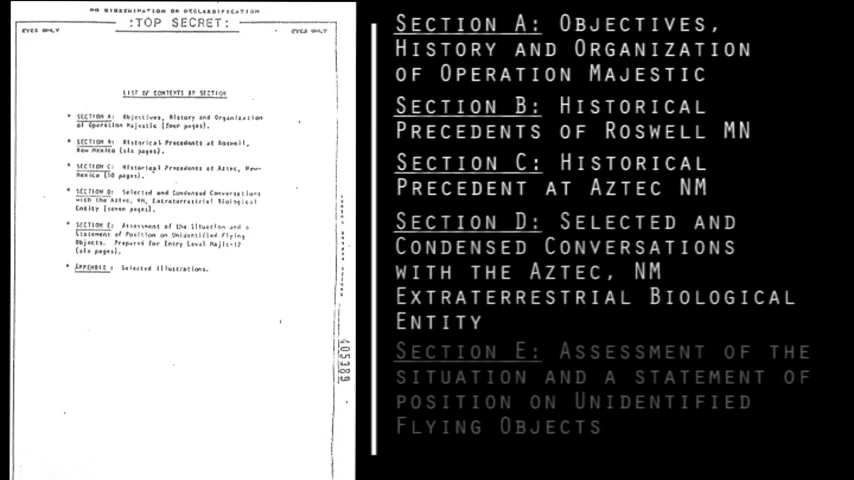 NO DISSEMINATION OR DECLASSIFICATION
:TOP SECRET:
EYES ONLY
EYES ONLY
LIST OF CONTENTS BY SECTION
* SECTION A: Objectives, History and Organization
of Operation Majestic (four pages).
* SECTION B: Historical Precedents at Roswell,
New Mexico (six pages).
* SECTION C: Historical Precedents at Aztec, New-
Mexico (10 pages).
* SECTION D: Selected and Condensed Conversations
with the Aztec, NM, Extraterrestrial Biological
Entity (seven pages).
* SECTION E: Assessment of the Situation and a
Statement of Position on Unidentified Flying
Objects. Prepared for Entry Level Majic-12
(six pages).
* APPENDIX : Selected Illustrations.
405389
SECTION A: OBJECTIVES,
HISTORY AND ORGANIZATION
OF OPERATION MAJESTIC
SECTION B: HISTORICAL
PRECEDENTS OF ROSWELL MN
SECTION C: HISTORICAL
PRECEDENT AT AZTEC NM
SECTION D: SELECTED AND
CONDENSED CONVERSATIONS
WITH THE AZTEC, NM
EXTRATERRESTRIAL BIOLOGICAL
ENTITY
SECTION E: ASSESSMENT OF THE
SITUATION AND A STATEMENT OF
POSITION ON UNIDENTIFIED
FLYING OBJECTS